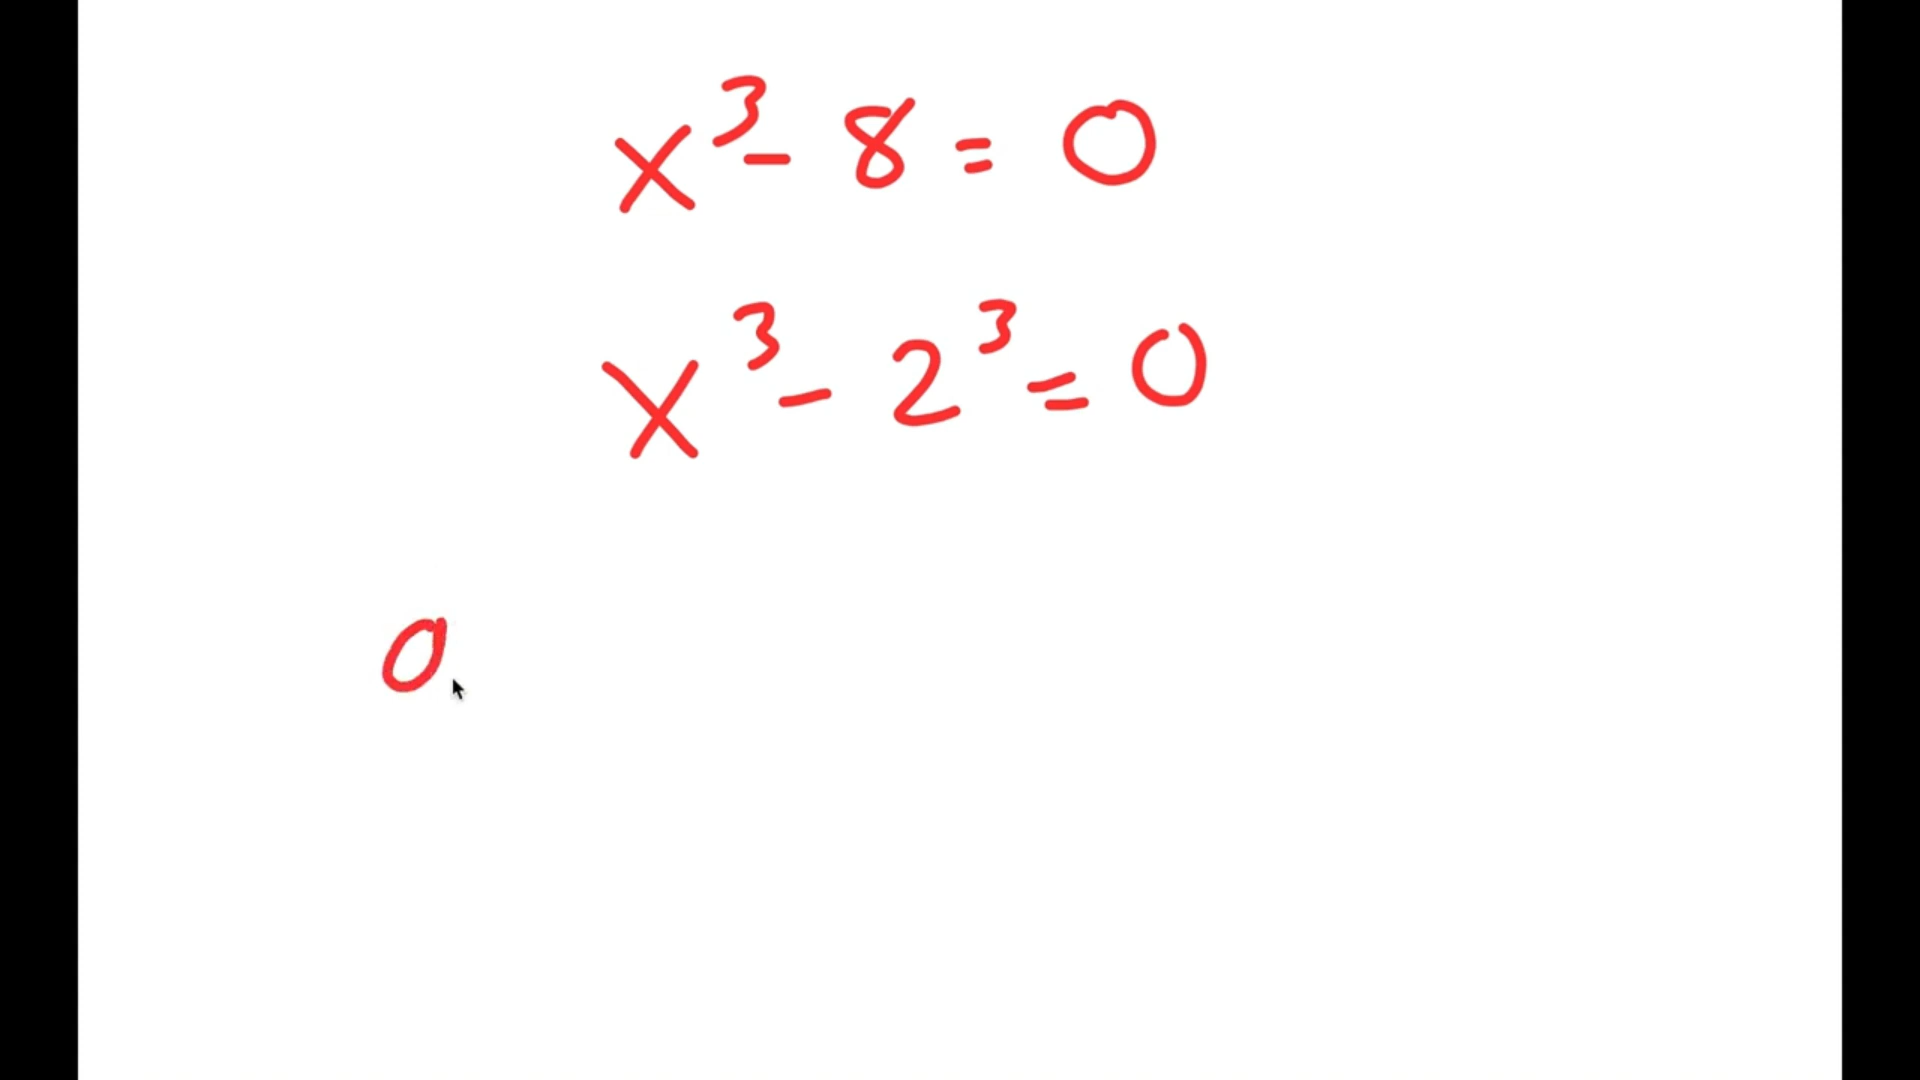 x³ - 8 = 0
x³ - 2³ = 0
a